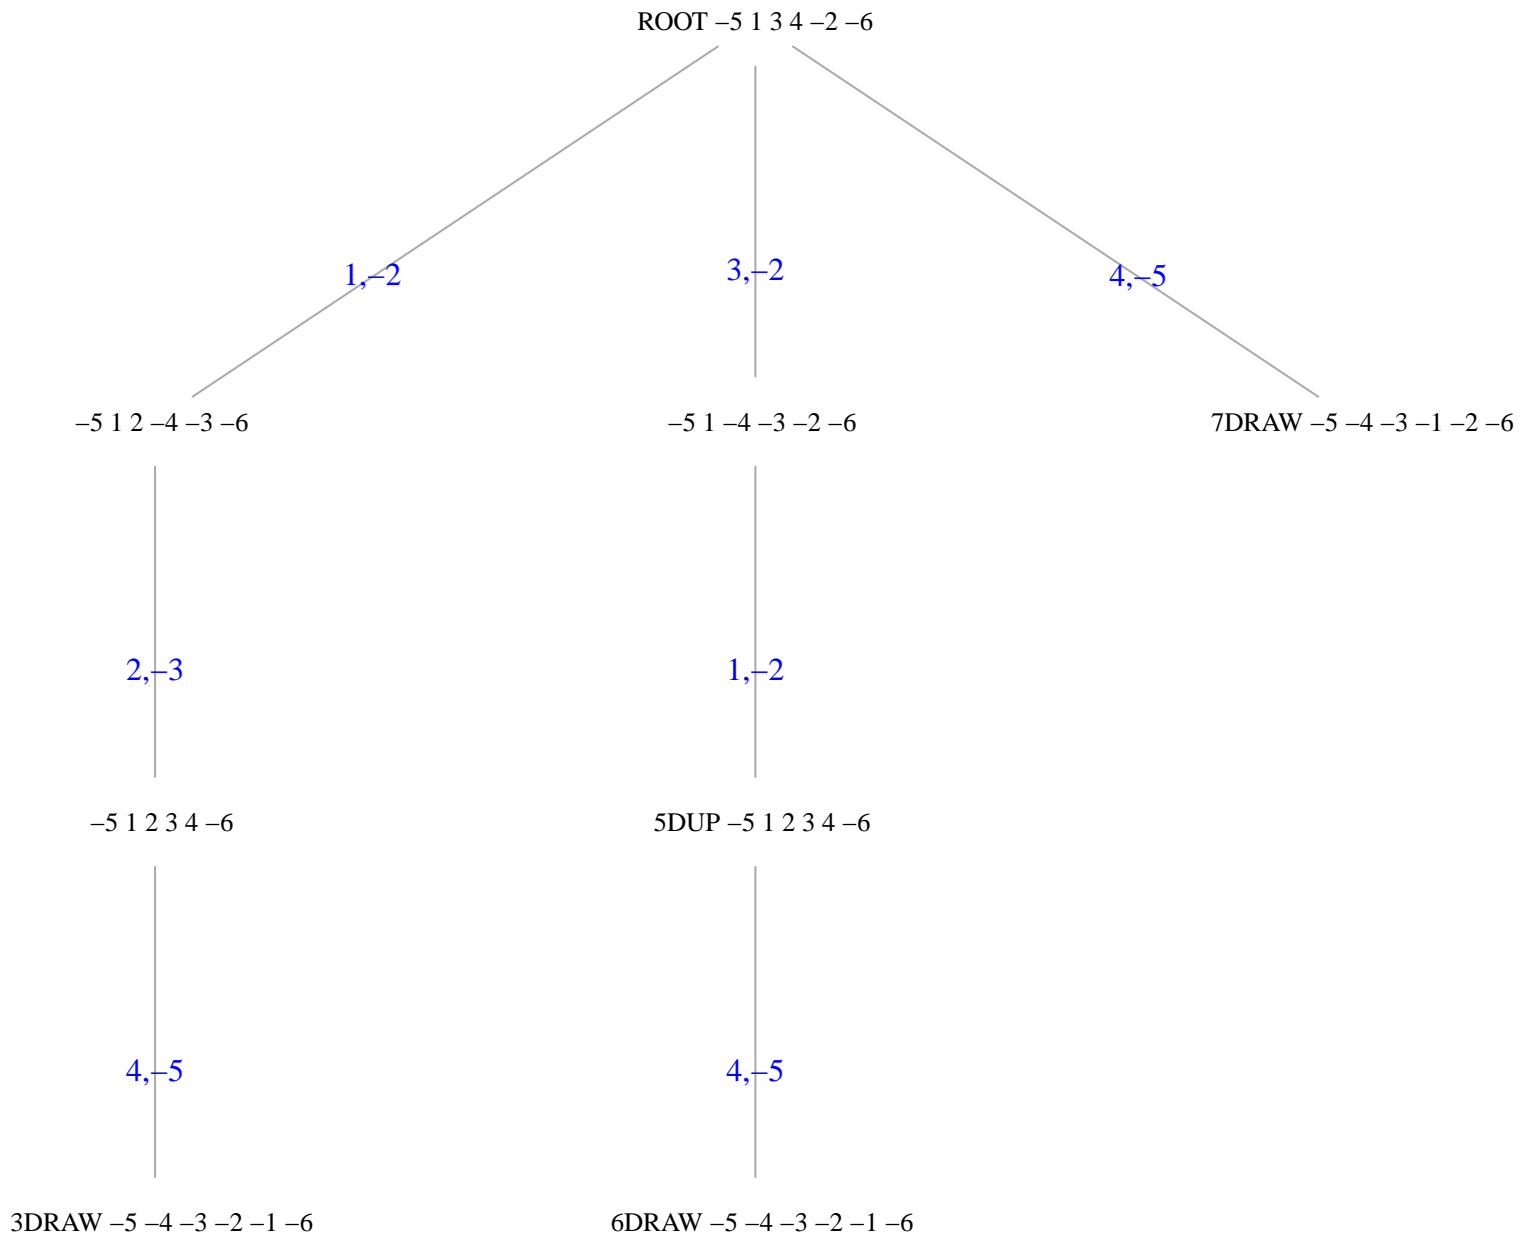 ROOT –5 1 3 4 –2 –6
1,–2
3,–2
4,–5
–5 1 2 –4 –3 –6
–5 1 –4 –3 –2 –6
7DRAW –5 –4 –3 –1 –2 –6
2,–3
1,–2
–5 1 2 3 4 –6
5DUP –5 1 2 3 4 –6
4,–5
4,–5
3DRAW –5 –4 –3 –2 –1 –6
6DRAW –5 –4 –3 –2 –1 –6